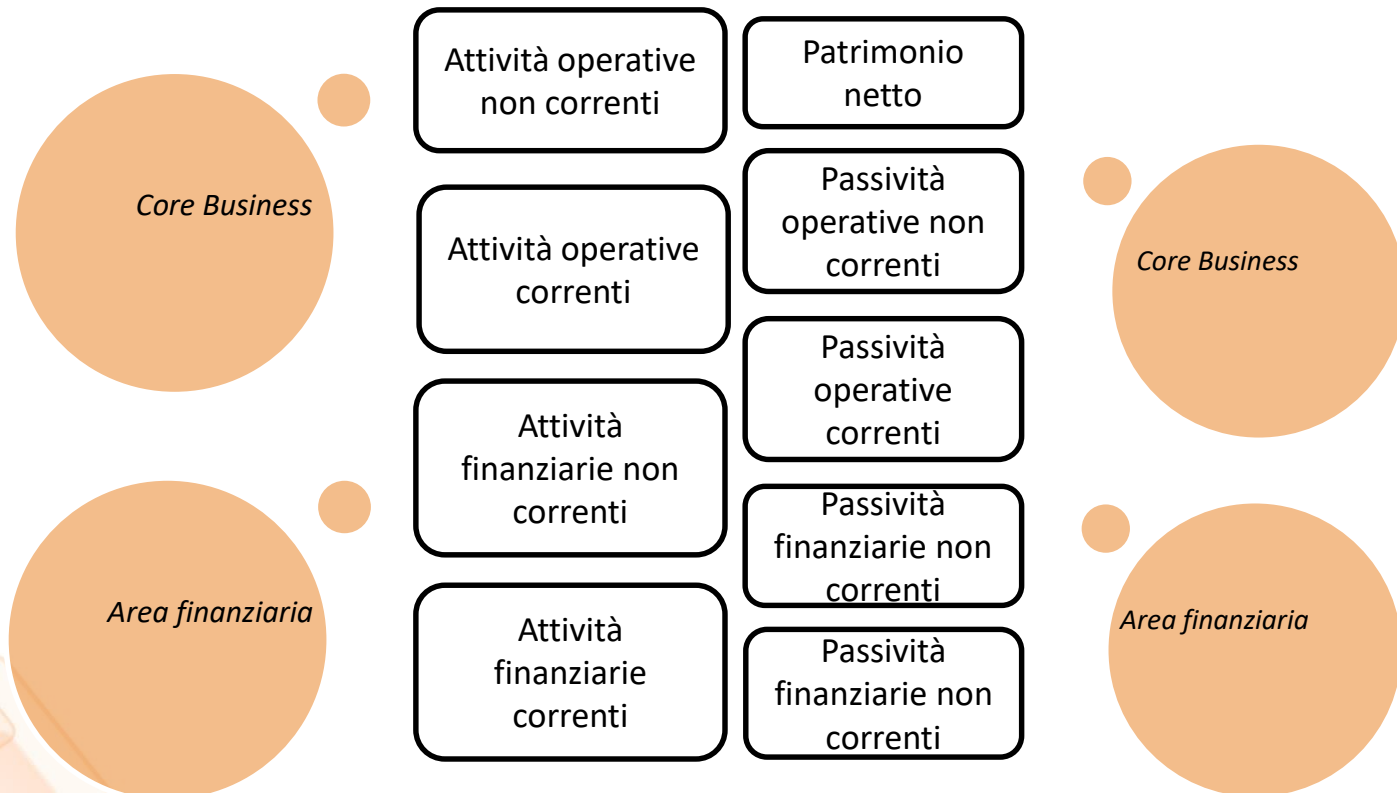 Core Business
Area finanziaria
Attività operative
non correnti
Attività operative
correnti
Attività
finanziarie non
correnti
Attività
finanziarie
correnti
Patrimonio
netto
Passività
operative non
correnti
Passività
operative
correnti
Passività
finanziarie non
correnti
Passività
finanziarie non
correnti
Core Business
Area finanziaria